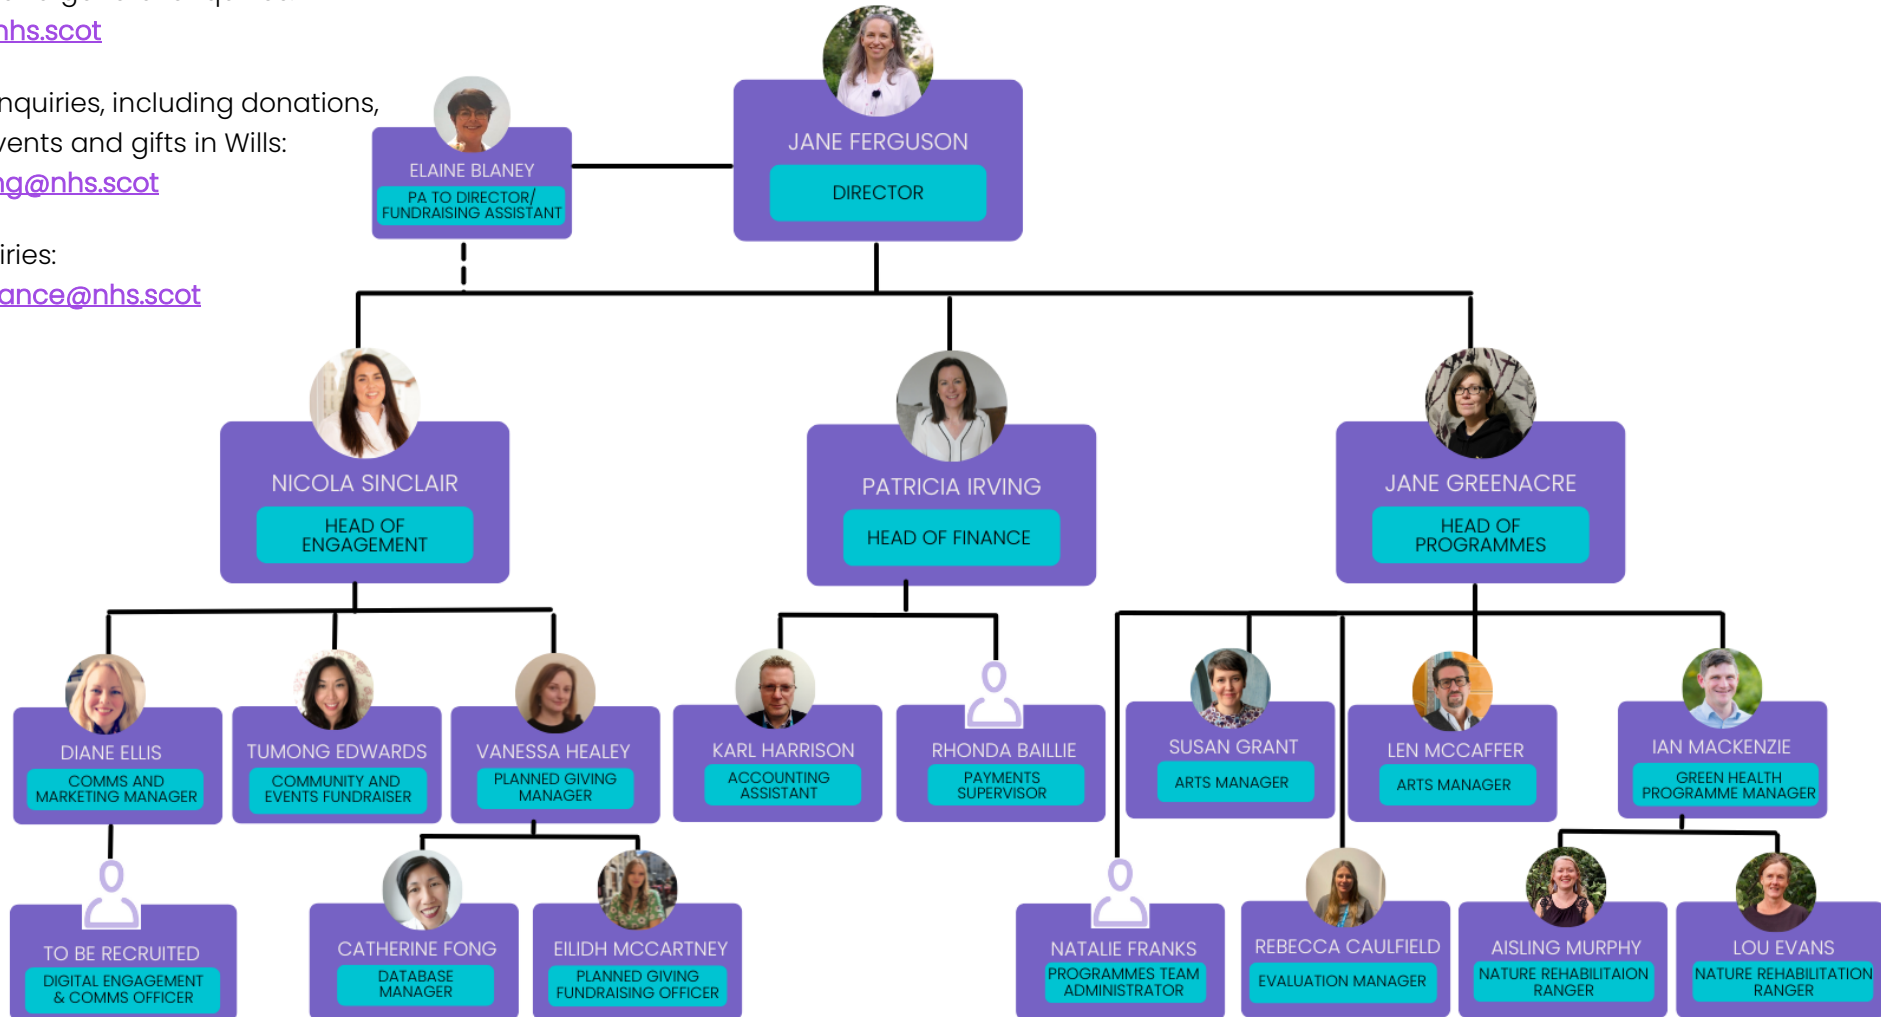 nhs.scot
nquiries, including donations,
vents and gifts in Wills:
ng@nhs.scot
iries:
ance@nhs.scot
JANE FERGUSON
DIRECTOR
ELAINE BLANEY
PA TO DIRECTOR/
FUNDRAISING ASSISTANT
NICOLA SINCLAIR
HEAD OF
ENGAGEMENT
PATRICIA IRVING
HEAD OF FINANCE
JANE GREENACRE
HEAD OF
PROGRAMMES
DIANE ELLIS
COMMS AND
MARKETING MANAGER
TUMONG EDWARDS
COMMUNITY AND
EVENTS FUNDRAISER
VANESSA HEALEY
PLANNED GIVING
MANAGER
KARL HARRISON
ACCOUNTING
ASSISTANT
RHONDA BAILLIE
PAYMENTS
SUPERVISOR
SUSAN GRANT
ARTS MANAGER
LEN MCCAFFER
ARTS MANAGER
IAN MACKENZIE
GREEN HEALTH
PROGRAMME MANAGER
TO BE RECRUITED
DIGITAL ENGAGEMENT
& COMMS OFFICER
CATHERINE FONG
DATABASE
MANAGER
EILIDH MCCARTNEY
PLANNED GIVING
FUNDRAISING OFFICER
NATALIE FRANKS
PROGRAMMES TEAM
ADMINISTRATOR
REBECCA CAULFIELD
EVALUATION MANAGER
AISLING MURPHY
NATURE REHABILITAION
RANGER
LOU EVANS
NATURE REHABILITATION
RANGER